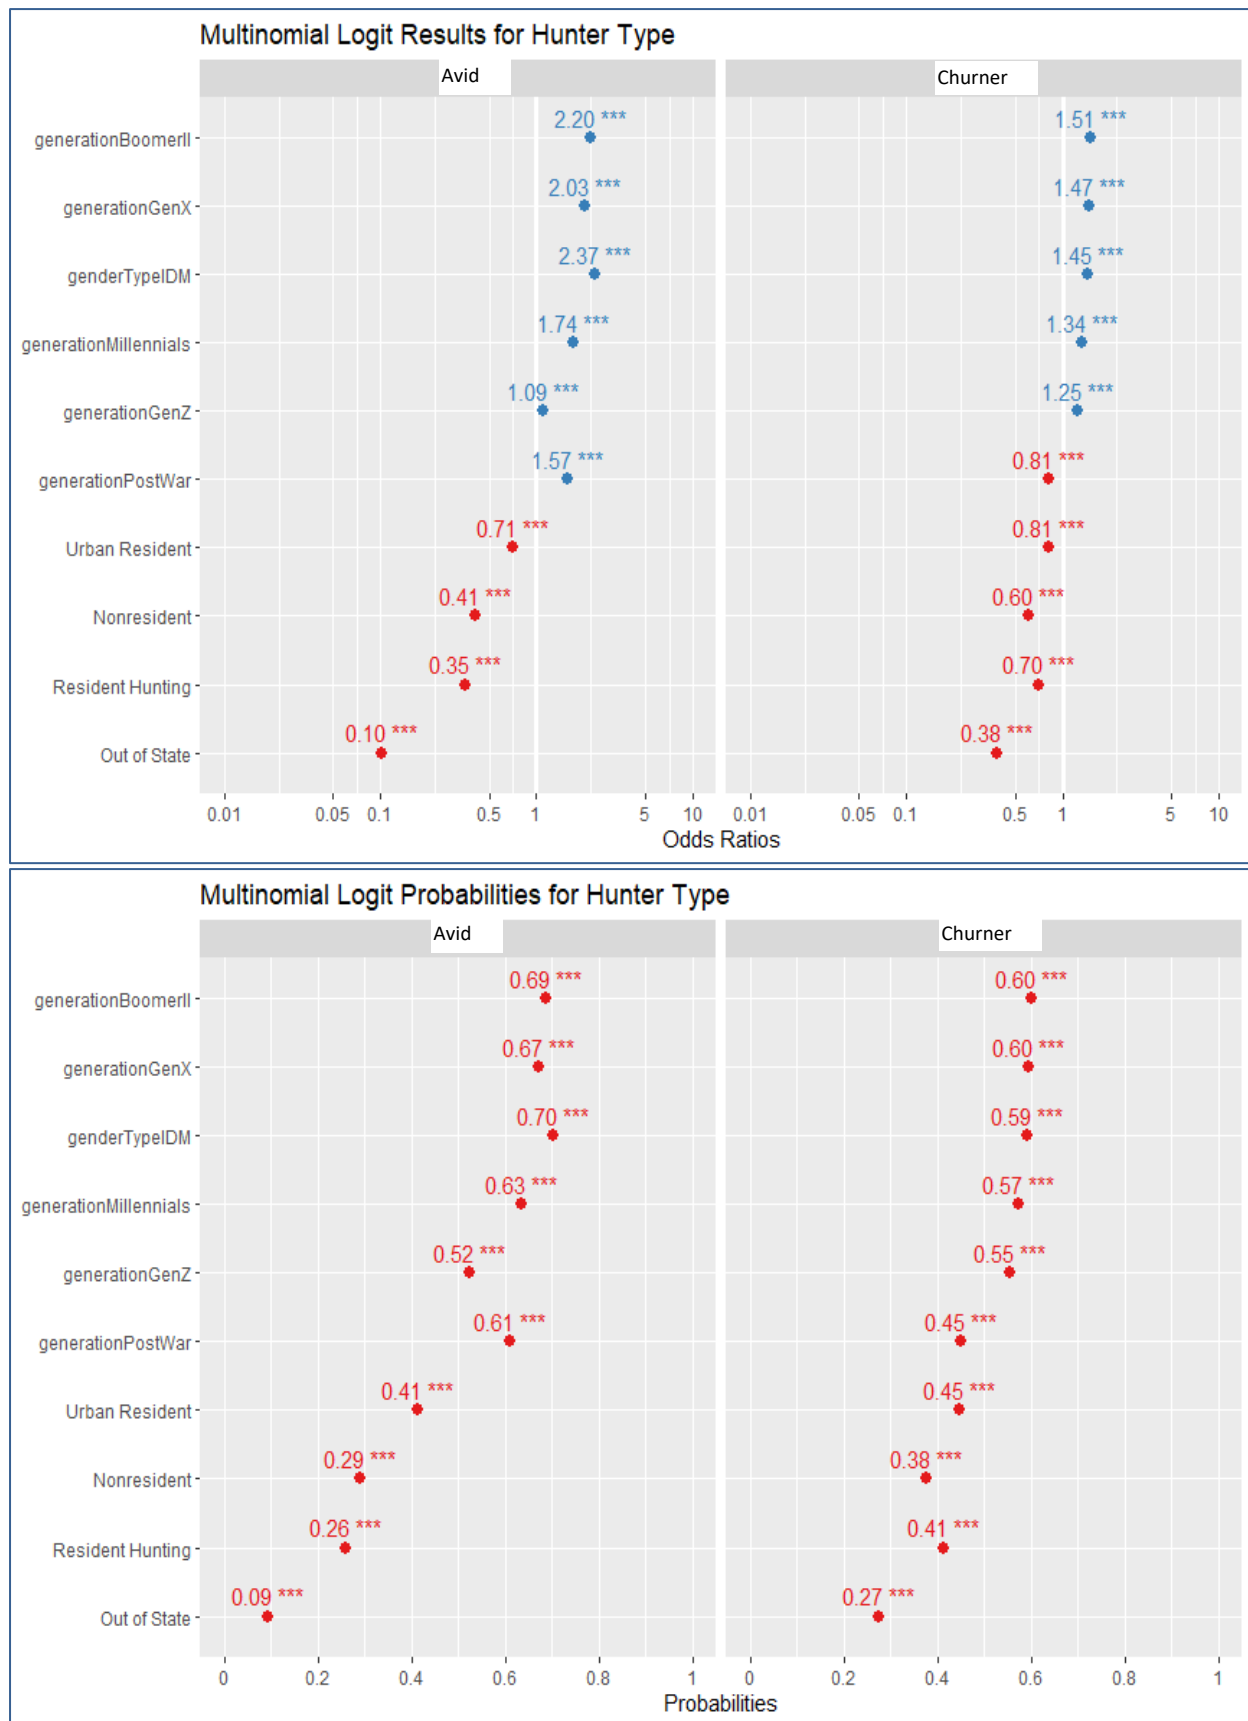 Multinomial Logit Results for Hunter Type
Avid Churner
generationBoomerII 2.20 *** 1.51 ***
generationGenX 2.03 *** 1.47 ***
genderTypeIDM 2.37 *** 1.45 ***
generationMillennials 1.74 *** 1.34 ***
generationGenZ 1.09 *** 1.25 ***
generationPostWar 1.57 *** 0.81 ***
Urban Resident 0.71 *** 0.81 ***
Nonresident 0.41 *** 0.60 ***
Resident Hunting 0.35 *** 0.70 ***
Out of State 0.10 *** 0.38 ***
0.01 0.05 0.1 0.5 1 5 10 0.01 0.05 0.1 0.5 1 5 10
Odds Ratios
Multinomial Logit Probabilities for Hunter Type
Avid Churner
generationBoomerII 0.69 *** 0.60 ***
generationGenX 0.67 *** 0.60 ***
genderTypeIDM 0.70 *** 0.59 ***
generationMillennials 0.63 *** 0.57 ***
generationGenZ 0.52 *** 0.55 ***
generationPostWar 0.61 *** 0.45 ***
Urban Resident 0.41 *** 0.45 ***
Nonresident 0.29 *** 0.38 ***
Resident Hunting 0.26 *** 0.41 ***
Out of State 0.09 *** 0.27 ***
0 0.2 0.4 0.6 0.8 1 0 0.2 0.4 0.6 0.8 1
Probabilities